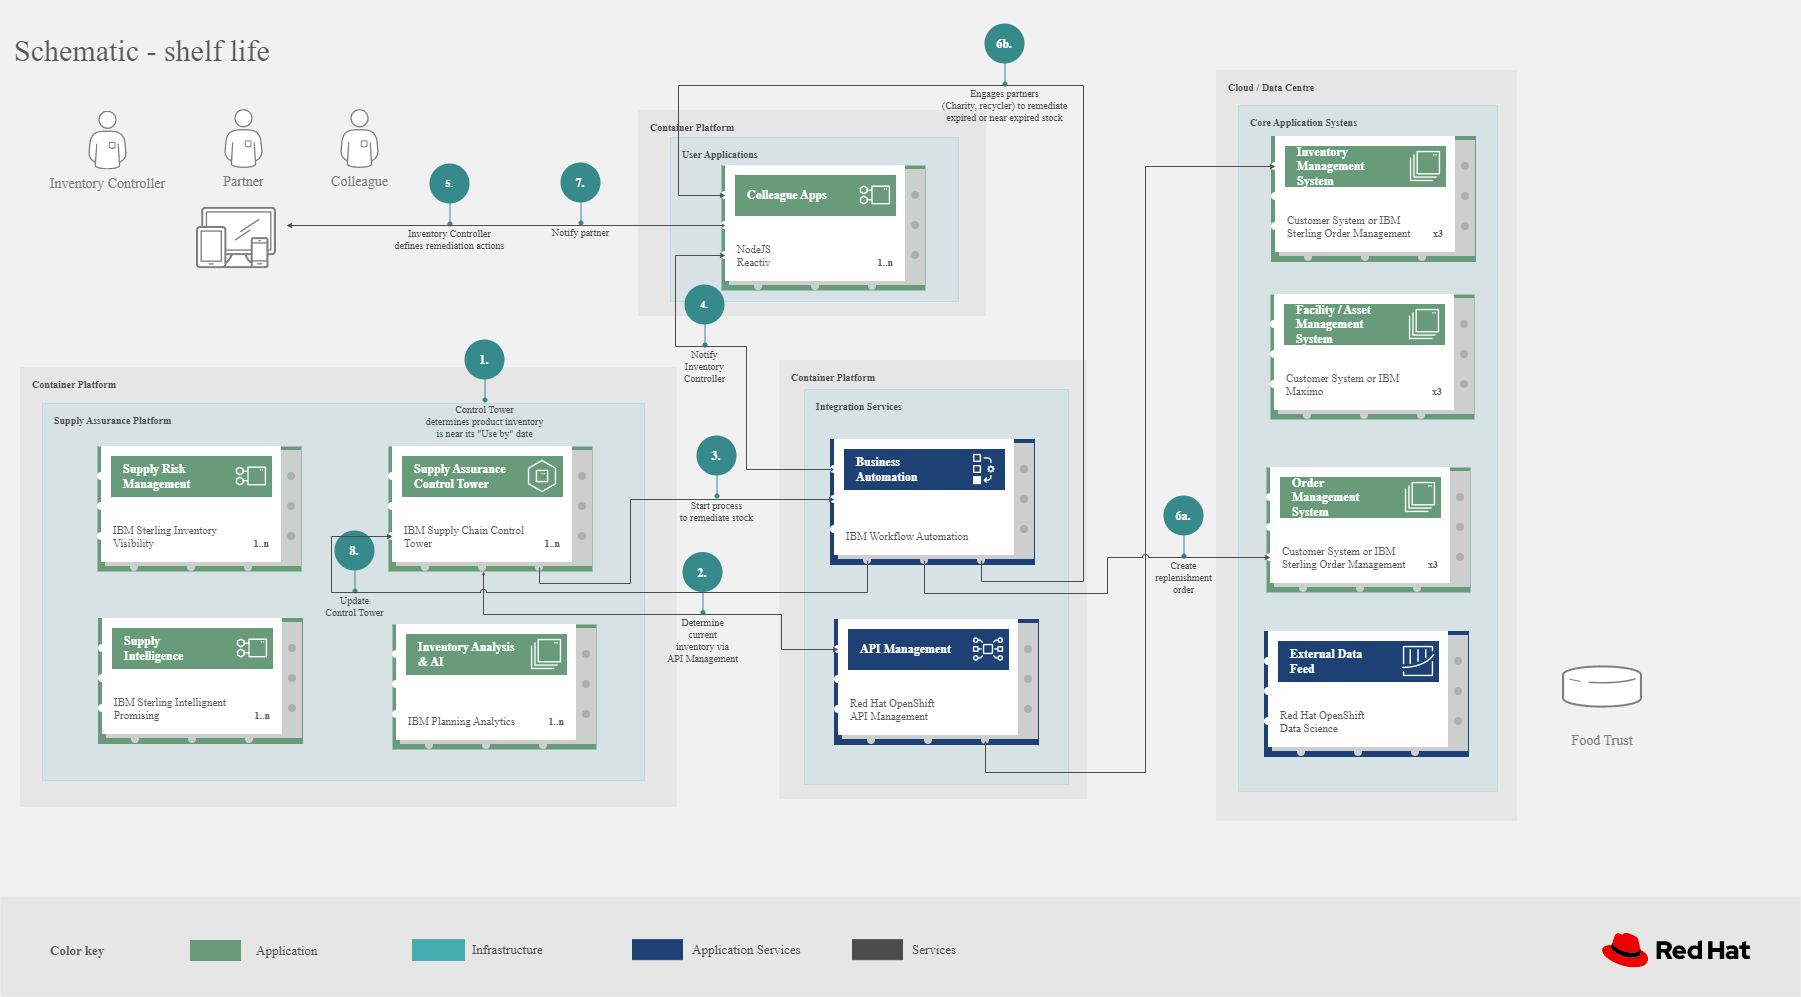 Schematic - shelf life
Inventory Controller
Partner
Colleague
5.
Inventory Controller
defines remediation actions
7.
Notify partner
6b.
Engages partners
(Charity, recycler) to remediate
expired or near expired stock
Container Platform
User Applications
Colleague Apps
NodeJS
Reactiv
1..n
4.
Notify
Inventory
Controller
Container Platform
Supply Assurance Platform
1.
Control Tower
determines product inventory
is near its "Use by" date
Supply Risk
Management
IBM Sterling Inventory
Visibility
1..n
Supply Assurance
Control Tower
IBM Supply Chain Control
Tower
1..n
8.
Update
Control Tower
Supply
Intelligence
IBM Sterling Intellignent
Promising
1..n
Inventory Analysis
& AI
IBM Planning Analytics
1..n
3.
Start process
to remediate stock
2.
Determine
current
inventory via
API Management
Container Platform
Integration Services
Business
Automation
IBM Workflow Automation
API Management
Red Hat OpenShift
API Management
6a.
Create
replenishment
order
Cloud / Data Centre
Core Application Systens
Inventory
Management
System
Customer System or IBM
Sterling Order Management
x3
Facility / Asset
Management
System
Customer System or IBM
Maximo
x3
Order
Management
System
Customer System or IBM
Sterling Order Management
x3
External Data
Feed
Red Hat OpenShift
Data Science
Food Trust
Color key
Application
Infrastructure
Application Services
Services
Red Hat